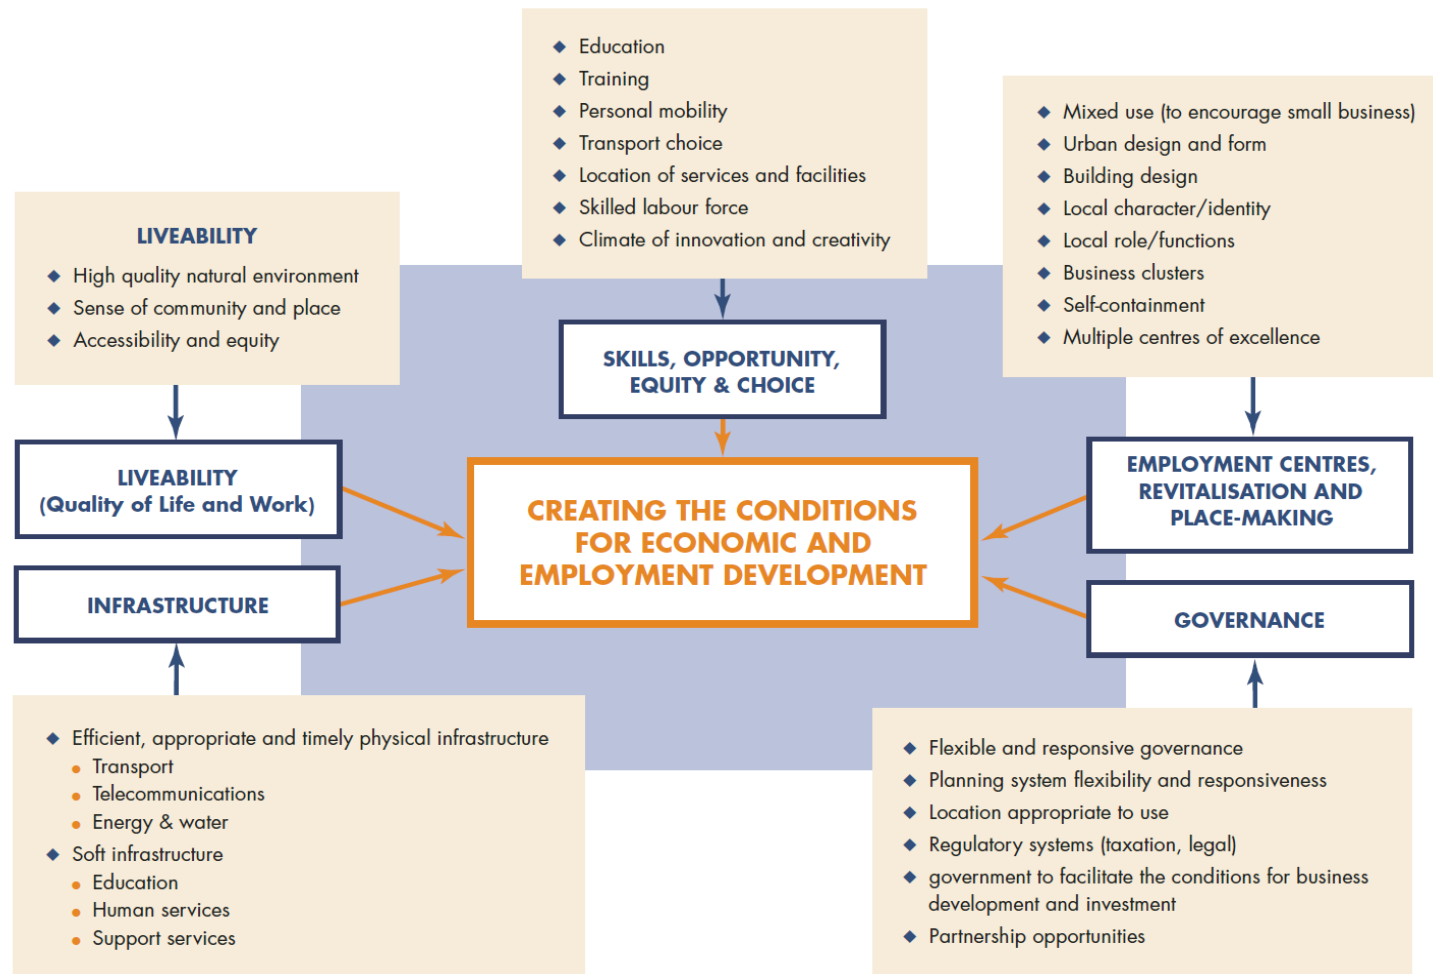 Education
Training
Personal mobility
Transport choice
Location of services and facilities
Skilled labour force
Climate of innovation and creativity
Mixed use (to encourage small business)
Urban design and form
Building design
Local character/identity
Local role/functions
Business clusters
Self-containment
Multiple centres of excellence
LIVEABILITY
High quality natural environment
Sense of community and place
Accessibility and equity
SKILLS, OPPORTUNITY,
EQUITY & CHOICE
LIVEABILITY
(Quality of Life and Work)
CREATING THE CONDITIONS
FOR ECONOMIC AND
EMPLOYMENT DEVELOPMENT
EMPLOYMENT CENTRES,
REVITALISATION AND
PLACE-MAKING
INFRASTRUCTURE
GOVERNANCE
Efficient, appropriate and timely physical infrastructure
Transport
Telecommunications
Energy & water
Soft infrastructure
Education
Human services
Support services
Flexible and responsive governance
Planning system flexibility and responsiveness
Location appropriate to use
Regulatory systems (taxation, legal)
government to facilitate the conditions for business
development and investment
Partnership opportunities